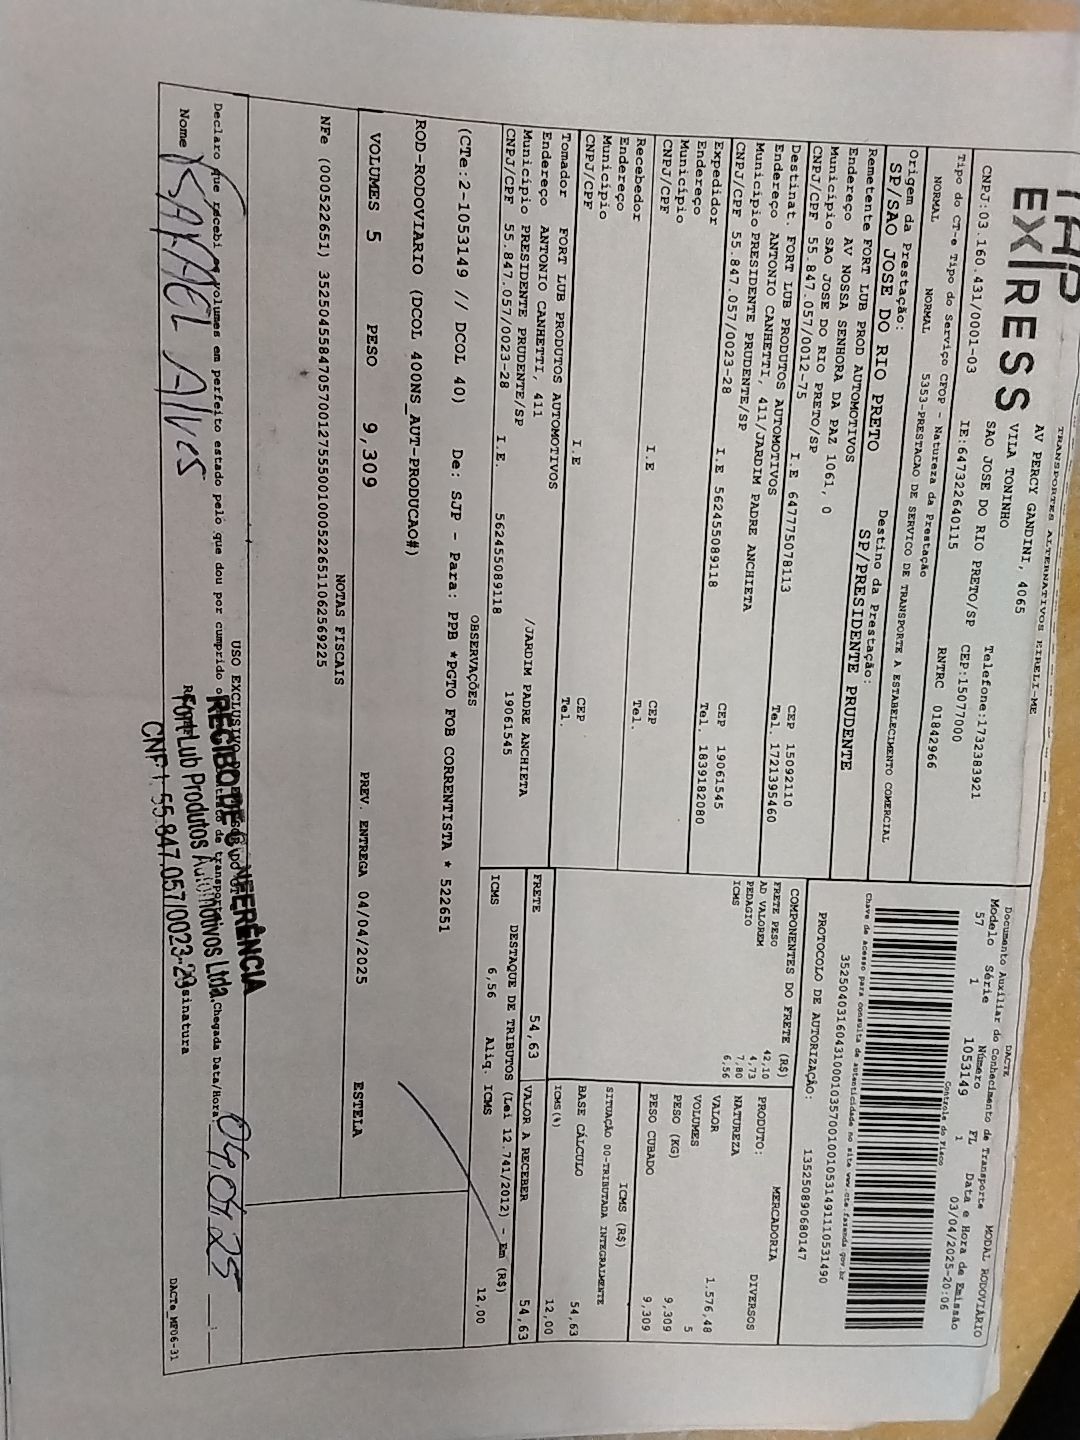 EXPRESS
TRANSPORTES ALTERNATIVOS EIRELI-ME
AV PERCY GANDINI, 4065
VILA TONINHO
SAO JOSE DO RIO PRETO/SP CEP:15077000
CNPJ:03.160.431/0001-03 IE:647322640115 Telefone:1732383921
Tipo do CT-e Tipo do Serviço CFOP - Natureza da Prestação RNTRC 01842966
NORMAL NORMAL 5353-PRESTACAO DE SERVICO DE TRANSPORTE A ESTABELECIMENTO COMERCIAL
Origem da Prestação: Destino da Prestação:
SP/SAO JOSE DO RIO PRETO SP/PRESIDENTE PRUDENTE
Remetente FORT LUB PROD AUTOMOTIVOS
Endereço AV NOSSA SENHORA DA PAZ 1061, 0
Município SAO JOSE DO RIO PRETO/SP CEP 15092110
CNPJ/CPF 55.847.057/0012-75 I.E 647775078113 Tel. 1721395460
Destinat. FORT LUB PRODUTOS AUTOMOTIVOS
Endereço ANTONIO CANHETTI, 411/JARDIM PADRE ANCHIETA
Município PRESIDENTE PRUDENTE/SP CEP 19061545
CNPJ/CPF 55.847.057/0023-28 I.E 562455089118 Tel. 1839182080
Expedidor
Endereço
Município CEP
CNPJ/CPF I.E Tel.
Recebedor
Endereço
Município CEP
CNPJ/CPF I.E Tel.
Tomador FORT LUB PRODUTOS AUTOMOTIVOS
Endereço ANTONIO CANHETTI, 411 /JARDIM PADRE ANCHIETA
Município PRESIDENTE PRUDENTE/SP 19061545
CNPJ/CPF 55.847.057/0023-28 I.E. 562455089118
DACTE MODAL RODOVIÁRIO
Documento Auxiliar do Conhecimento de Transporte
Modelo Série Número FL Data e Hora de Emissão
57 1 1053149 1 03/04/2025-20:06
Controle do Fisco
Chave de acesso para consulta de autenticidade no site www.cte.fazenda.gov.br
35250403160431000103570010010531491110531490
PROTOCOLO DE AUTORIZAÇÃO: 135250890680147
COMPONENTES DO FRETE (R$)
FRETE PESO 42,10
AD VALOREM 4,73
PEDAGIO 7,80
ICMS 6,56
MERCADORIA
PRODUTO: DIVERSOS
NATUREZA
VALOR 1.576,48
VOLUMES 5
PESO (KG) 9,309
PESO CUBADO 9,309
ICMS (R$)
SITUAÇÃO 00-TRIBUTADA INTEGRALMENTE
BASE CÁLCULO 54,63
ICMS(%) 12,00
FRETE 54,63 VALOR A RECEBER 54,63
DESTAQUE DE TRIBUTOS (Lei 12.741/2012) - Em (R$)
ICMS 6,56 Aliq. ICMS 12,00
OBSERVAÇÕES
(CTe:2-1053149 // DCOL 40) De: SJP - Para: PPB *PGTO FOB CORRENTISTA * 522651
ROD-RODOVIARIO (DCOL 400NS_AUT-PRODUCAO#)
VOLUMES 5 PESO 9,309 PREV. ENTREGA 04/04/2025 ESTELA
NOTAS FISCAIS
NFe (000522651) 35250455847057001275550010005226511062569225
USO EXCLUSIVO
Declaro que recebi os volumes em perfeito estado pelo que dou por cumprido o de transporte Chegada Data/Hora 04,04,25
Nome RAFAEL Alves Assinatura
RECIBO DE CONFERÊNCIA
Fort Lub Produtos Automotivos Ltda.
CNPJ. 55.847.057/0023-28
DACTe_MP06-31